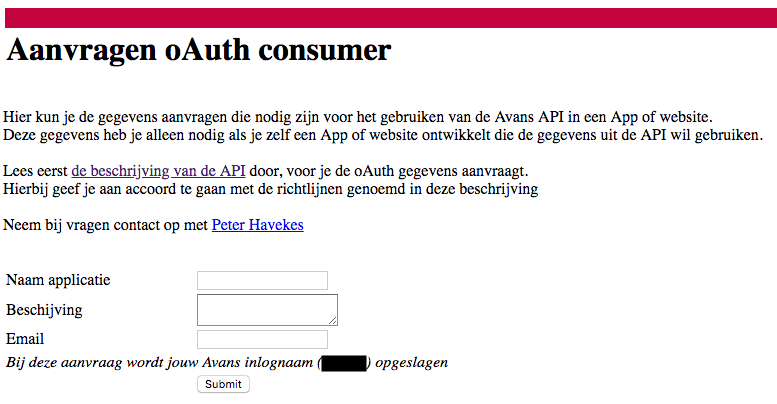 Aanvragen oAuth consumer
Hier kun je de gegevens aanvragen die nodig zijn voor het gebruiken van de Avans API in een App of website.
Deze gegevens heb je alleen nodig als je zelf een App of website ontwikkelt die de gegevens uit de API wil gebruiken.
Lees eerst de beschrijving van de API door, voor je de oAuth gegevens aanvraagt.
Hierbij geef je aan accoord te gaan met de richtlijnen genoemd in deze beschrijving
Neem bij vragen contact op met Peter Havekes
Naam applicatie
Beschijving
Email
Bij deze aanvraag wordt jouw Avans inlognaam ( ) opgeslagen
Submit